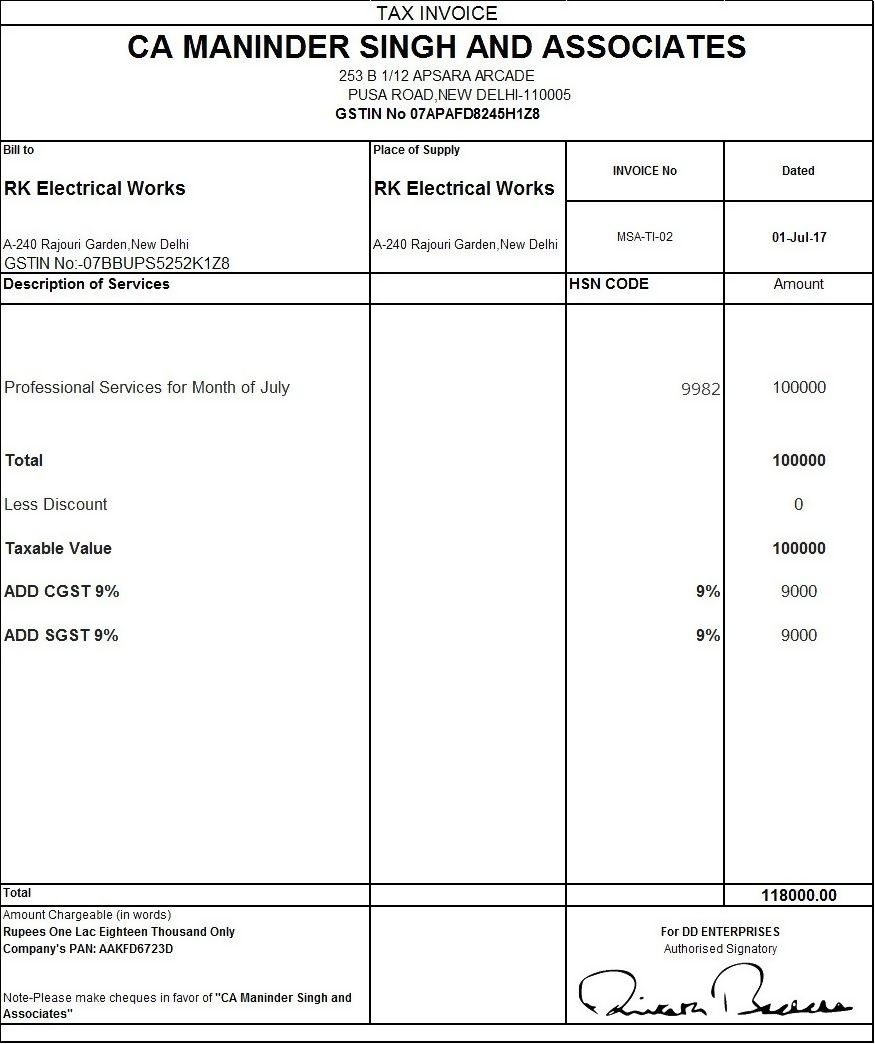 TAX INVOICE
CA MANINDER SINGH AND ASSOCIATES
253 B 1/12 APSARA ARCADE
PUSA ROAD,NEW DELHI-110005
GSTIN No 07APAFD8245H1Z8
Bill to
RK Electrical Works
A-240 Rajouri Garden,New Delhi
GSTIN No:-07BBUPS5252K1Z8
Place of Supply
RK Electrical Works
A-240 Rajouri Garden,New Delhi
INVOICE No
Dated
MSA-TI-02
01-Jul-17
Description of Services HSN CODE Amount
Professional Services for Month of July 9982 100000
Total 100000
Less Discount 0
Taxable Value 100000
ADD CGST 9% 9% 9000
ADD SGST 9% 9% 9000
Total 118000.00
Amount Chargeable (in words)
Rupees One Lac Eighteen Thousand Only
Company's PAN: AAKFD6723D
Note-Please make cheques in favor of "CA Maninder Singh and
Associates"
For DD ENTERPRISES
Authorised Signatory